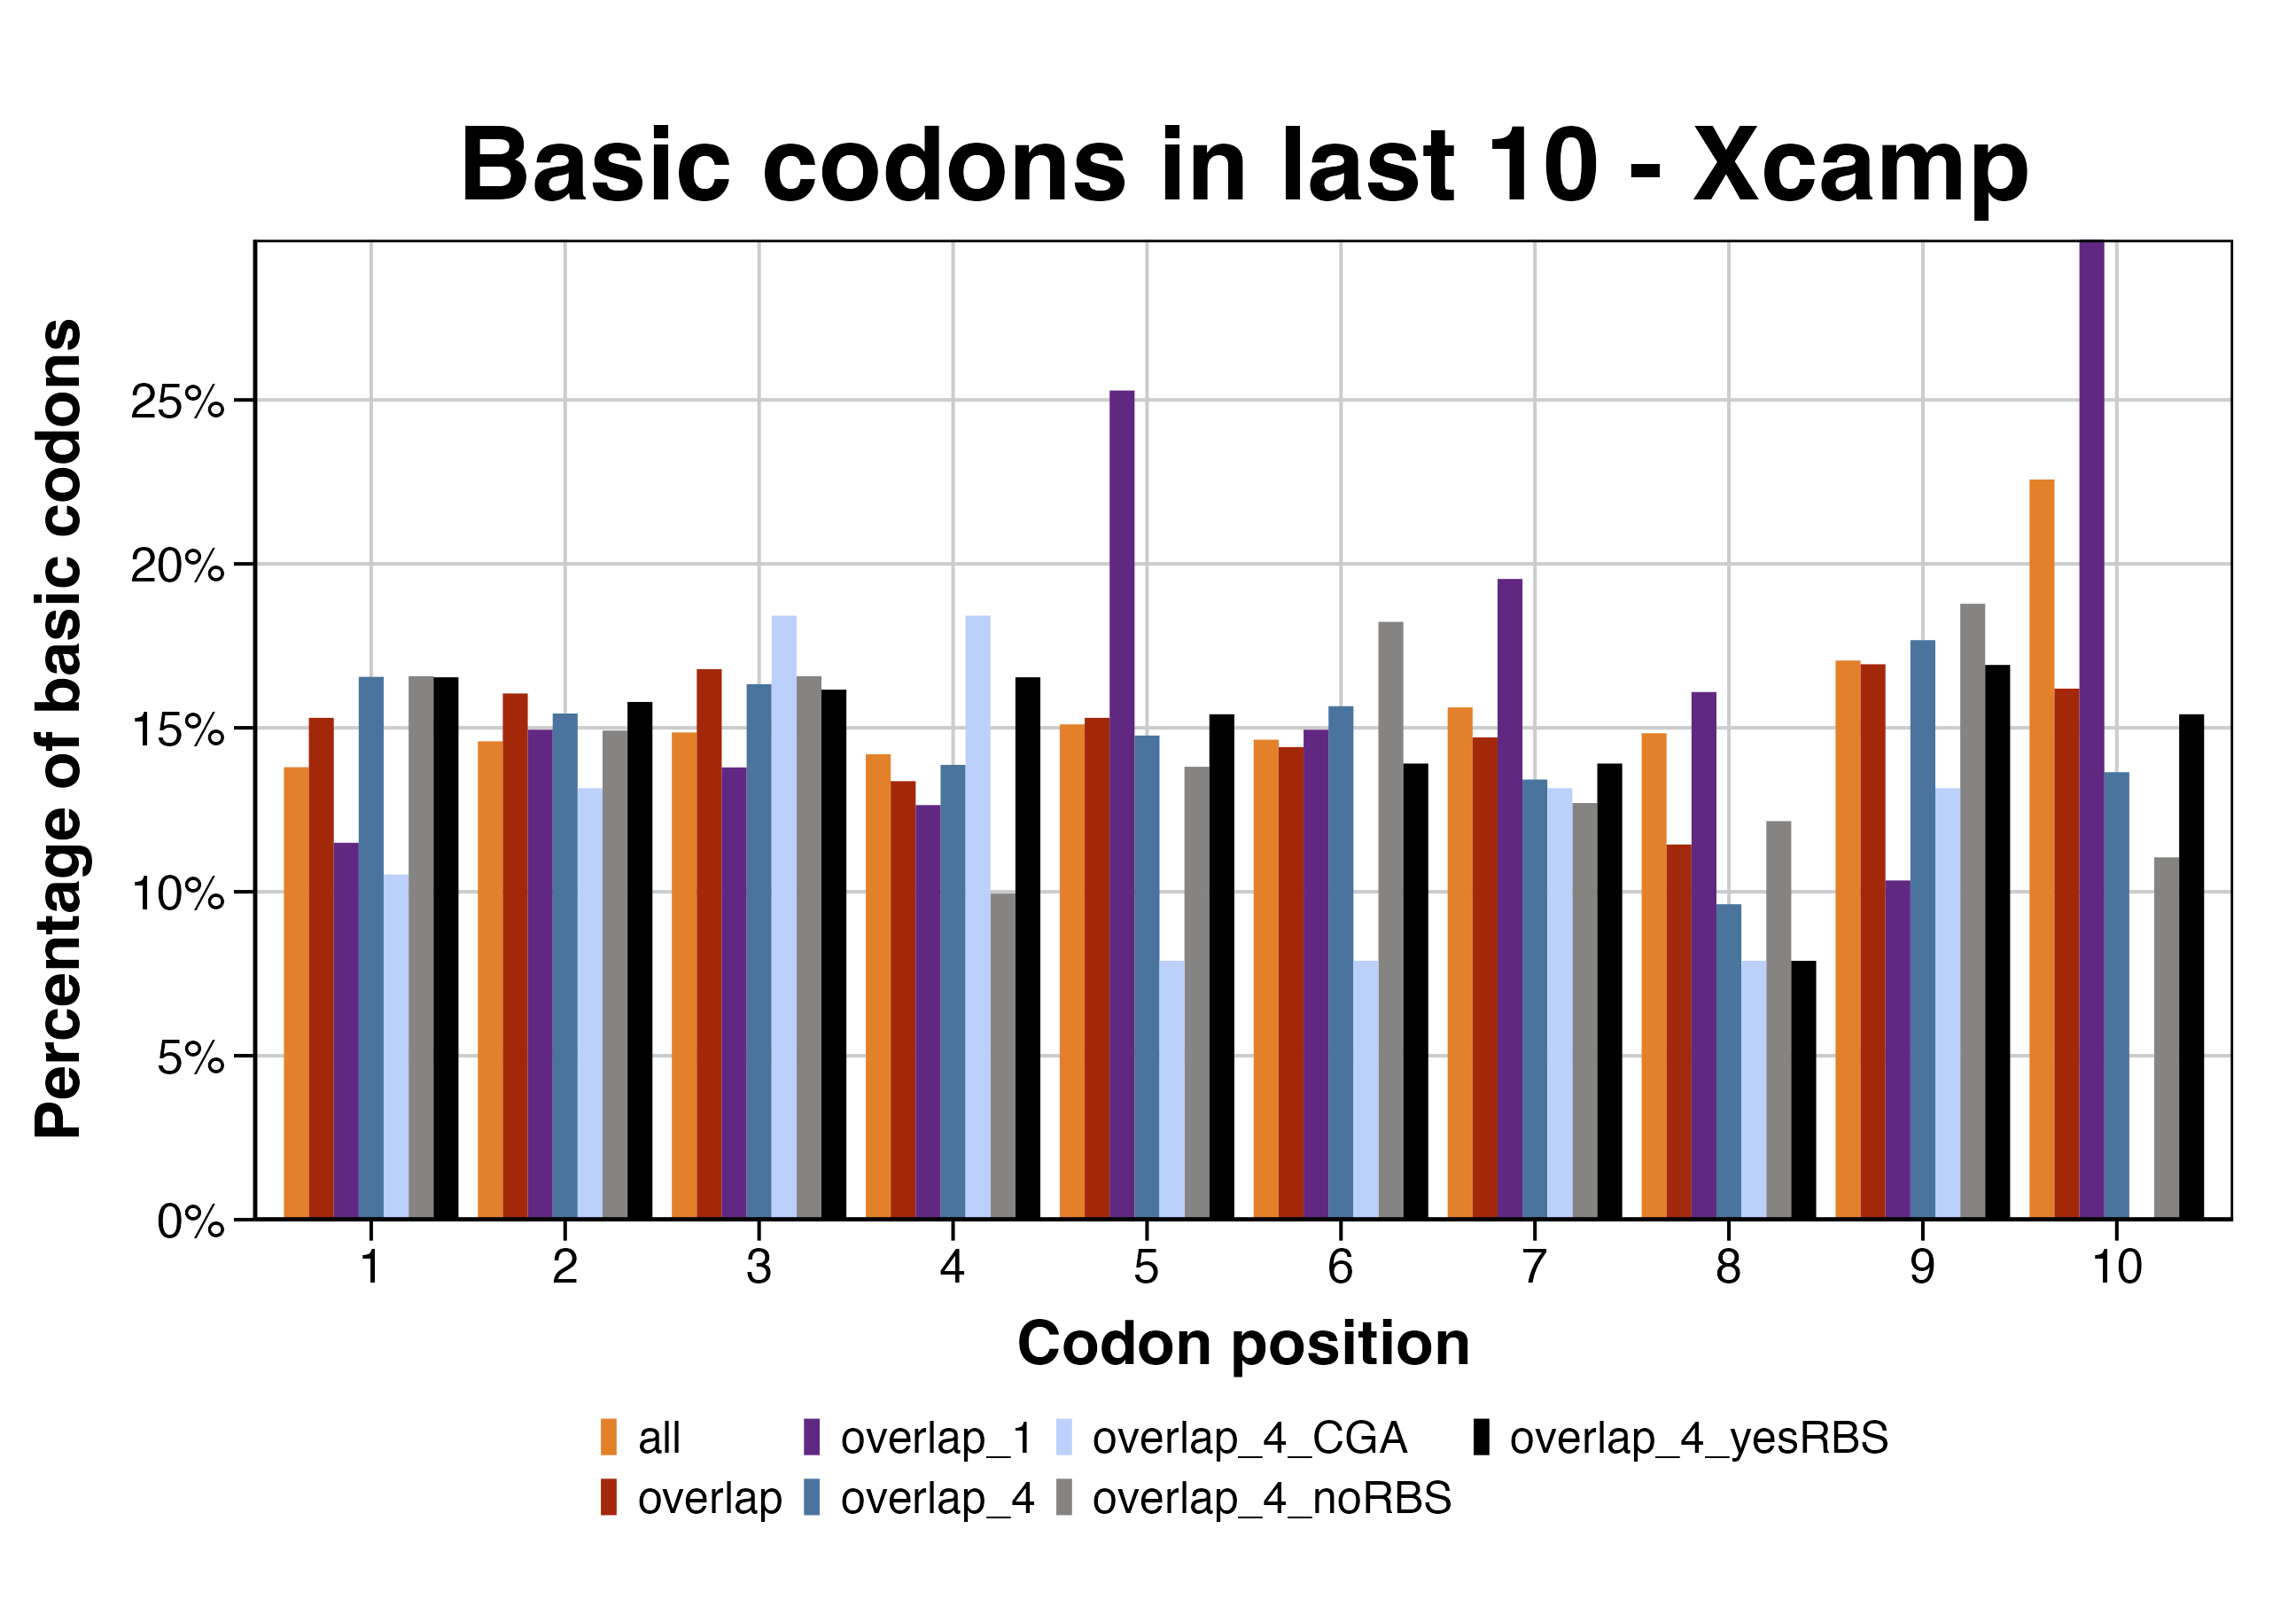 Basic codons in last 10 - Xcamp
Percentage of basic codons
25%
20%
15%
10%
5%
0%
1 2 3 4 5 6 7 8 9 10
Codon position
all overlap_1 overlap_4_CGA overlap_4_yesRBS
overlap overlap_4 overlap_4_noRBS